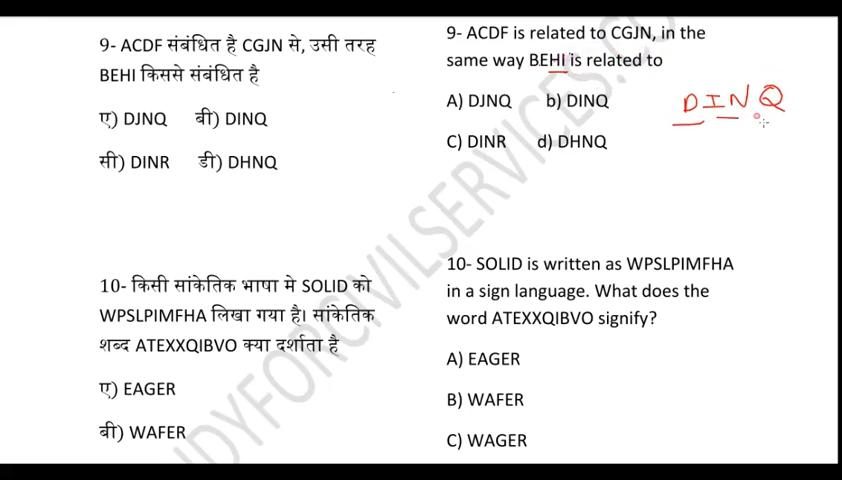 9- ACDF संबंधित है CGJN से, उसी तरह
BEHI किससे संबंधित है
ए) DJNQ बी) DINQ
सी) DINR डी) DHNQ
10- किसी सांकेतिक भाषा मे SOLID को
WPSLPIMFHA लिखा गया है। सांकेतिक
शब्द ATEXXQIBVO क्या दर्शाता है
ए) EAGER
बी) WAFER
9- ACDF is related to CGJN, in the
same way BEHI is related to
A) DJNQ b) DINQ
C) DINR d) DHNQ
DINQ
10- SOLID is written as WPSLPIMFHA
in a sign language. What does the
word ATEXXQIBVO signify?
A) EAGER
B) WAFER
C) WAGER
UDYFORCIVILSERVICES.CO